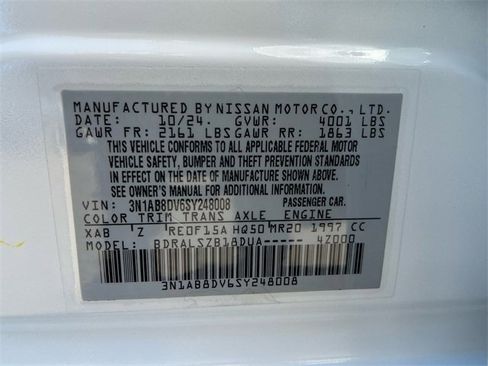 MANUFACTURED BY NISSAN MOTOR CO., LTD.
DATE: 10/24 GVWR: 4001 LBS
GAWR FR: 2161 LBS GAWR RR: 1863 LBS
THIS VEHICLE CONFORMS TO ALL APPLICABLE FEDERAL MOTOR
VEHICLE SAFETY, BUMPER AND THEFT PREVENTION STANDARDS
IN EFFECT ON THE DATE OF MANUFACTURE SHOWN ABOVE.
SEE OWNER'S MANUAL FOR ADDITIONAL INFORMATION.
VIN: 3N1AB8DV6SY248008 PASSENGER CAR.
COLOR TRIM TRANS AXLE ENGINE
XAB Z RE0F15A HQ50 MR20 1997 CC
MODEL: BDRALSZB18DUA----- 4Z000
3N1AB8DV6SY248008